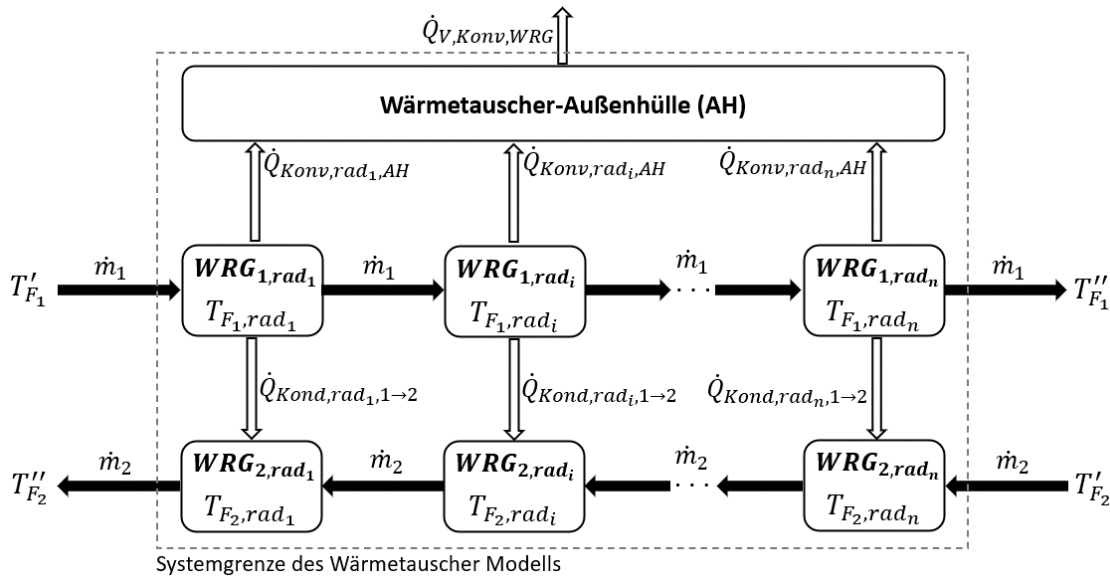 Q̇_{V,Konv,WRG}
Wärmetauscher-Außenhülle (AH)
Q̇_{Konv,rad_1,AH} Q̇_{Konv,rad_i,AH} Q̇_{Konv,rad_n,AH}
T'_{F_1} ṁ_1 WRG_{1,rad_1} ṁ_1 WRG_{1,rad_i} ṁ_1 WRG_{1,rad_n} ṁ_1 T''_{F_1}
T_{F_1,rad_1} T_{F_1,rad_i} ··· T_{F_1,rad_n}
Q̇_{Kond,rad_1,1→2} Q̇_{Kond,rad_i,1→2} Q̇_{Kond,rad_n,1→2}
T''_{F_2} ṁ_2 WRG_{2,rad_1} ṁ_2 WRG_{2,rad_i} ṁ_2 WRG_{2,rad_n} ṁ_2 T'_{F_2}
T_{F_2,rad_1} T_{F_2,rad_i} ··· T_{F_2,rad_n}
Systemgrenze des Wärmetauscher Modells